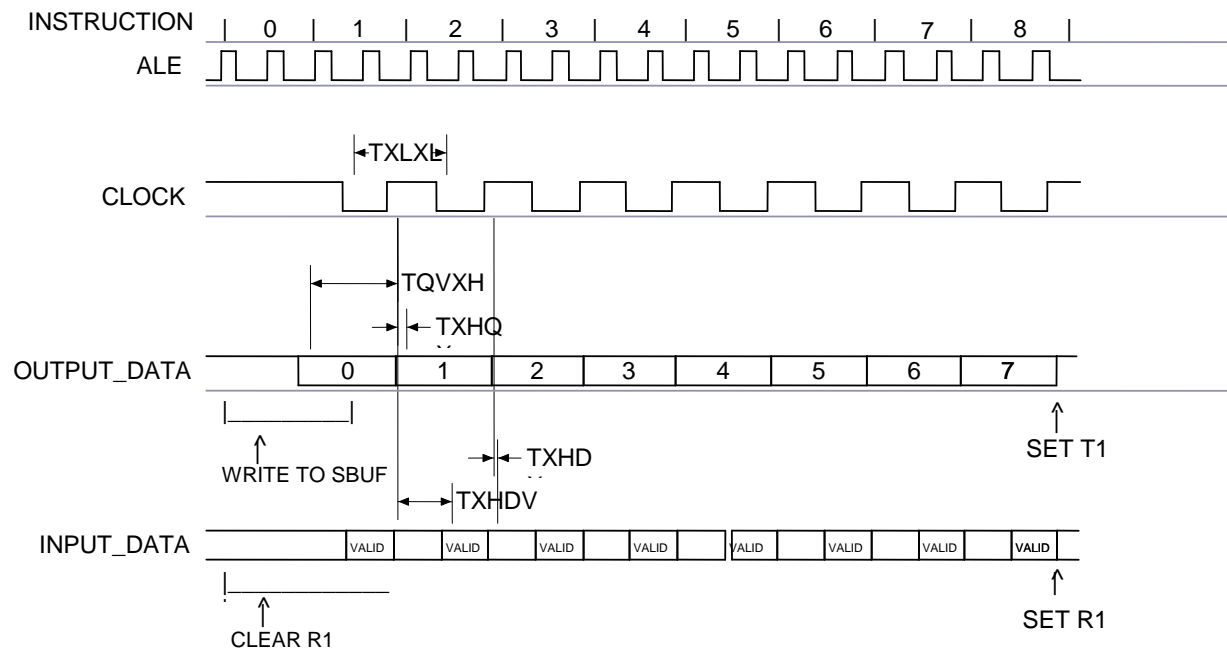 INSTRUCTION | 0 | 1 | 2 | 3 | 4 | 5 | 6 | 7 | 8 |
ALE
TXLXL
CLOCK
TQVXH
TXHQ
OUTPUT_DATA 0 1 2 3 4 5 6 7
WRITE TO SBUF
SET T1
TXHD
TXHDV
INPUT_DATA VALID VALID VALID VALID VALID VALID VALID VALID
CLEAR R1
SET R1